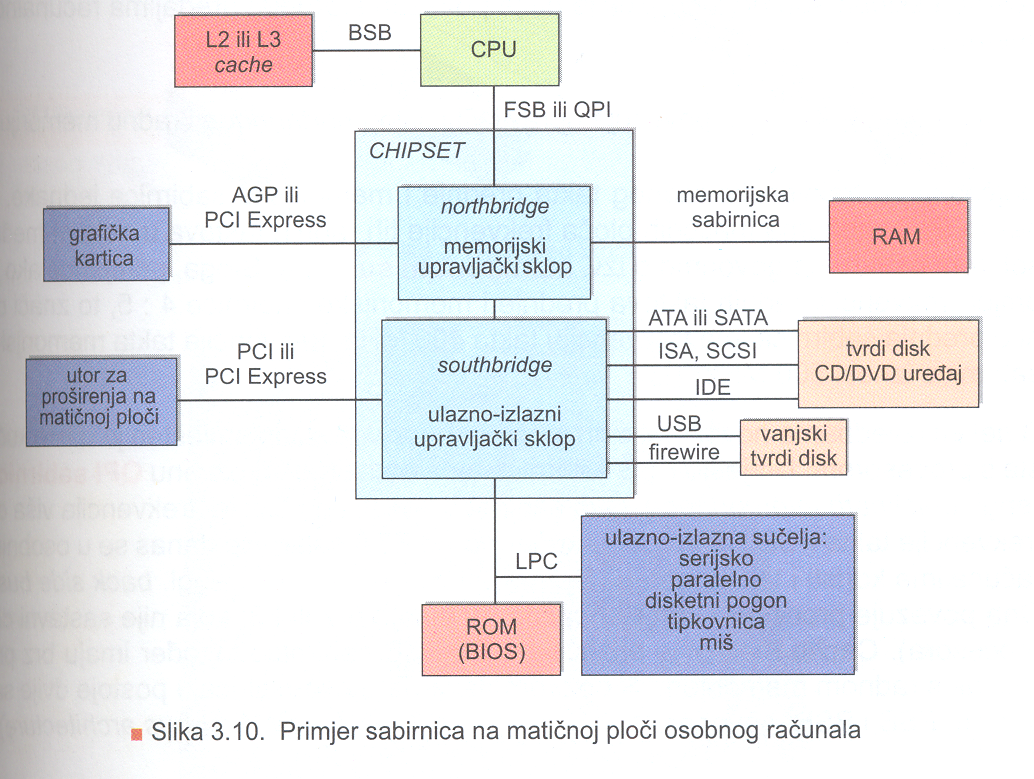 L2 ili L3
cache
BSB
CPU
FSB ili QPI
CHIPSET
AGP ili
PCI Express
grafička
kartica
northbridge
memorijski
upravljački sklop
memorijska
sabirnica
RAM
PCI ili
PCI Express
utor za
proširenja na
matičnoj ploči
southbridge
ulazno-izlazni
upravljački sklop
ATA ili SATA
ISA, SCSI
IDE
tvrdi disk
CD/DVD uređaj
USB
firewire
vanjski
tvrdi disk
LPC
ulazno-izlazna sučelja:
serijsko
paralelno
disketni pogon
tipkovnica
miš
ROM
(BIOS)
Slika 3.10. Primjer sabirnica na matičnoj ploči osobnog računala